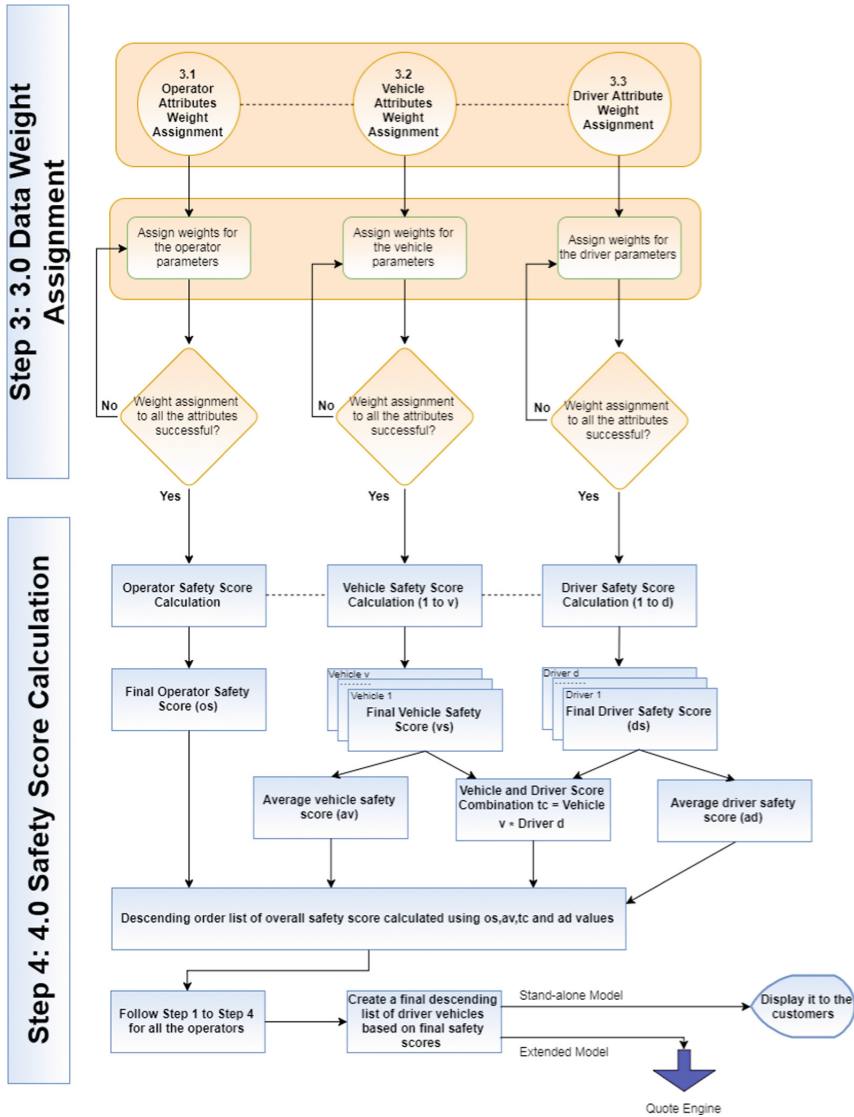 Step 3: 3.0 Data Weight
Assignment
3.1
Operator
Attributes
Weight
Assignment
3.2
Vehicle
Attributes
Weight
Assignment
3.3
Driver Attribute
Weight
Assignment
Assign weights for
the operator
parameters
Assign weights for
the vehicle
parameters
Assign weights for
the driver parameters
No
Weight assignment
to all the attributes
successful?
No
Weight assignment
to all the attributes
successful?
No
Weight assignment
to all the attributes
successful?
Yes
Yes
Yes
Step 4: 4.0 Safety Score Calculation
Operator Safety Score
Calculation
Vehicle Safety Score
Calculation (1 to v)
Driver Safety Score
Calculation (1 to d)
Final Operator Safety
Score (os)
Vehicle v
Vehicle 1
Final Vehicle Safety
Score (vs)
Driver d
Driver 1
Final Driver Safety Score
(ds)
Average vehicle safety
score (av)
Vehicle and Driver Score
Combination tc = Vehicle
v * Driver d
Average driver safety
score (ad)
Descending order list of overall safety score calculated using os,av,tc and ad values
Follow Step 1 to Step 4
for all the operators
Create a final descending
list of driver vehicles
based on final safety
scores
Stand-alone Model
Display it to the
customers
Extended Model
Quote Engine